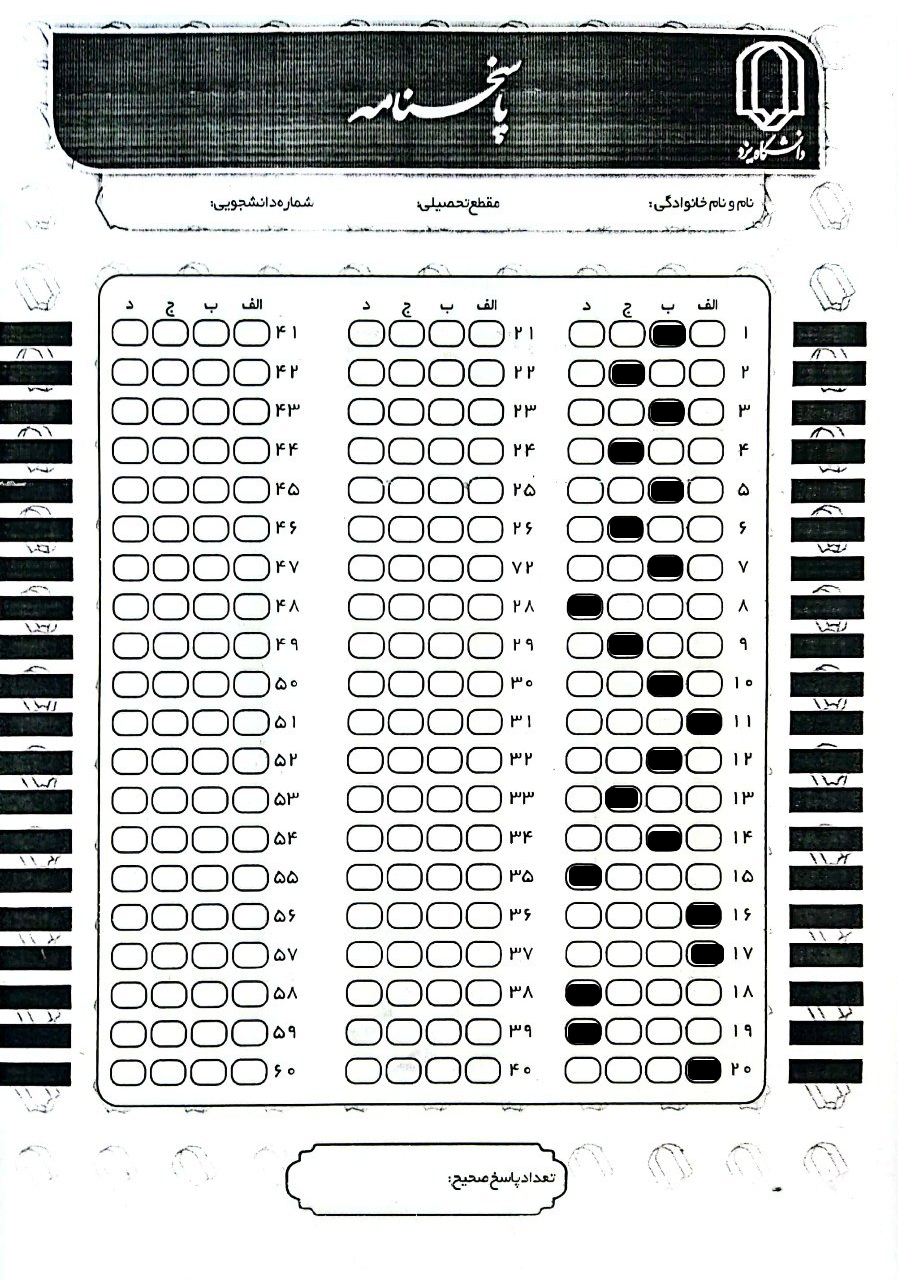 پاسخنامه
دانشگاه یزد
نام و نام خانوادگی: مقطع تحصیلی: شماره دانشجویی:
الف ب ج د الف ب ج د الف ب ج د
۱ ۲۱ ۴۱
۲ ۲۲ ۴۲
۳ ۲۳ ۴۳
۴ ۲۴ ۴۴
۵ ۲۵ ۴۵
۶ ۲۶ ۴۶
۷ ۷۲ ۴۷
۸ ۲۸ ۴۸
۹ ۲۹ ۴۹
۱۰ ۳۰ ۵۰
۱۱ ۳۱ ۵۱
۱۲ ۳۲ ۵۲
۱۳ ۳۳ ۵۳
۱۴ ۳۴ ۵۴
۱۵ ۳۵ ۵۵
۱۶ ۳۶ ۵۶
۱۷ ۳۷ ۵۷
۱۸ ۳۸ ۵۸
۱۹ ۳۹ ۵۹
۲۰ ۴۰ ۶۰
تعداد پاسخ صحیح: